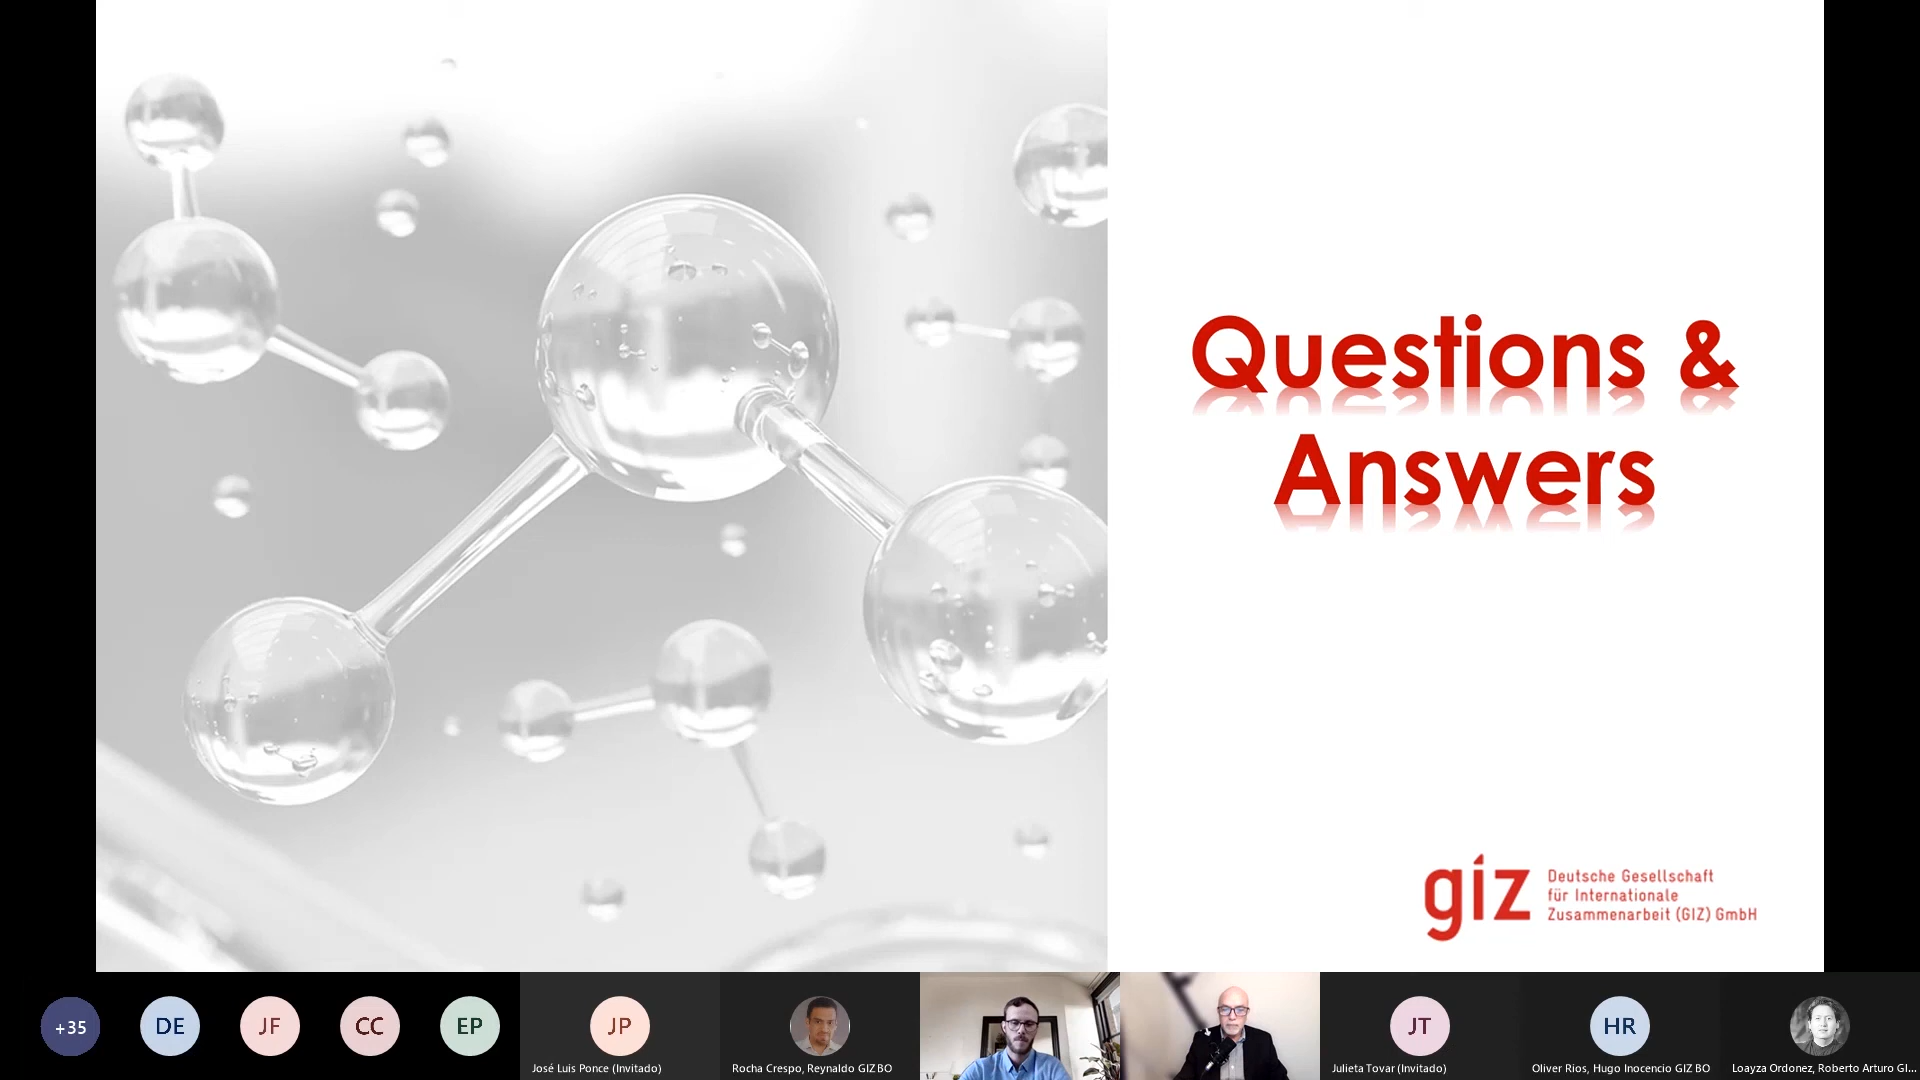 Questions &
Answers
giz
Deutsche Gesellschaft
für Internationale
Zusammenarbeit (GIZ) GmbH
+35
DE
JF
CC
EP
JP
José Luis Ponce (Invitado)
Rocha Crespo, Reynaldo GIZ BO
JT
Julieta Tovar (Invitado)
HR
Oliver Rios, Hugo Inocencio GIZ BO
Loayza Ordonez, Roberto Arturo GI...